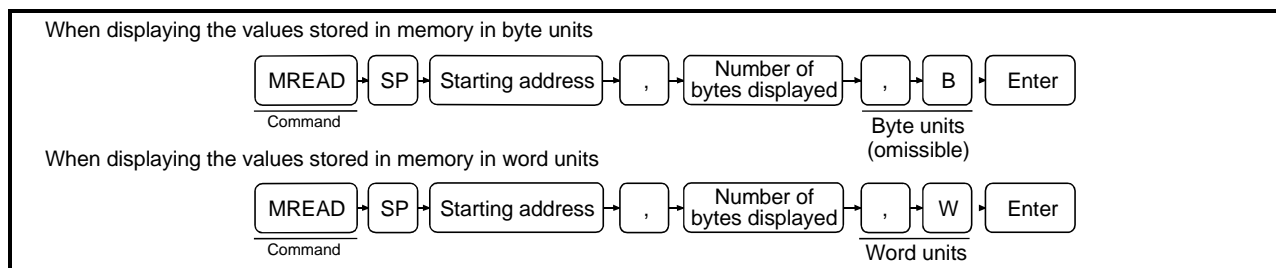 When displaying the values stored in memory in byte units
MREAD SP Starting address , Number of bytes displayed , B Enter
Command
Byte units
(omissible)
When displaying the values stored in memory in word units
MREAD SP Starting address , Number of bytes displayed , W Enter
Command
Word units